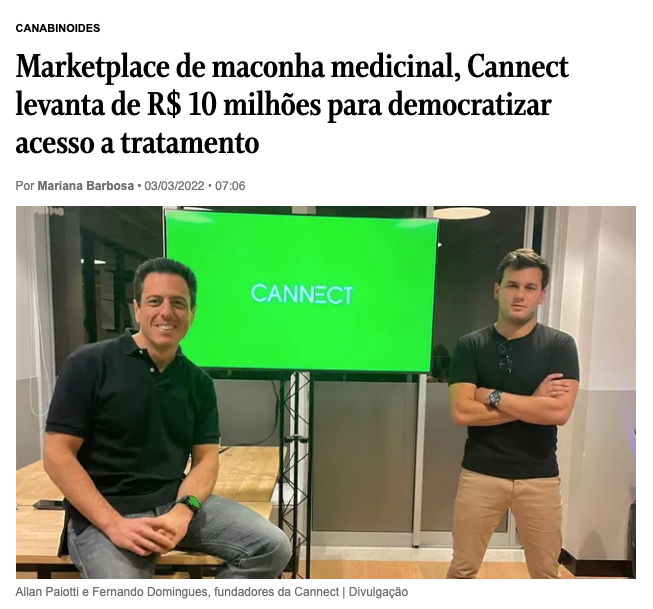 CANABINOIDES
Marketplace de maconha medicinal, Cannect
levanta de R$ 10 milhões para democratizar
acesso a tratamento
Por Mariana Barbosa • 03/03/2022 • 07:06
CANNECT
Allan Paiotti e Fernando Domingues, fundadores da Cannect | Divulgação